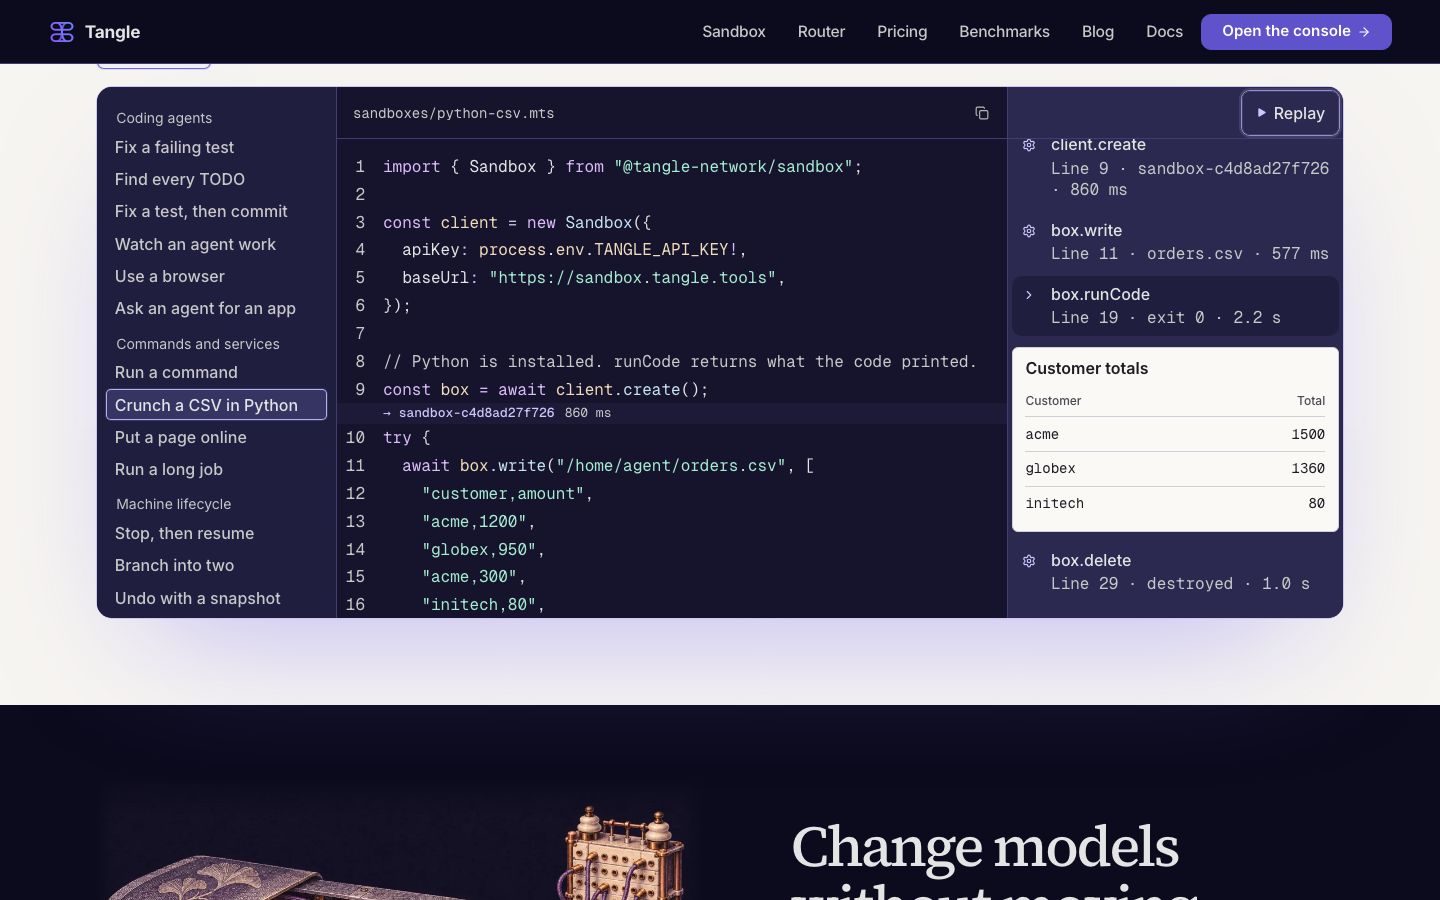 Tangle
Sandbox
Router
Pricing
Benchmarks
Blog
Docs
Open the console →
Coding agents
Fix a failing test
Find every TODO
Fix a test, then commit
Watch an agent work
Use a browser
Ask an agent for an app
Commands and services
Run a command
Crunch a CSV in Python
Put a page online
Run a long job
Machine lifecycle
Stop, then resume
Branch into two
Undo with a snapshot
sandboxes/python-csv.mts
1 import { Sandbox } from "@tangle-network/sandbox";
2
3 const client = new Sandbox({
4 apiKey: process.env.TANGLE_API_KEY!,
5 baseUrl: "https://sandbox.tangle.tools",
6 });
7
8 // Python is installed. runCode returns what the code printed.
9 const box = await client.create();
→ sandbox-c4d8ad27f726 860 ms
10 try {
11 await box.write("/home/agent/orders.csv", [
12 "customer,amount",
13 "acme,1200",
14 "globex,950",
15 "acme,300",
16 "initech,80",
Replay
client.create
Line 9 · sandbox-c4d8ad27f726
· 860 ms
box.write
Line 11 · orders.csv · 577 ms
box.runCode
Line 19 · exit 0 · 2.2 s
Customer totals
Customer Total
acme 1500
globex 1360
initech 80
box.delete
Line 29 · destroyed · 1.0 s
Change models
without moving